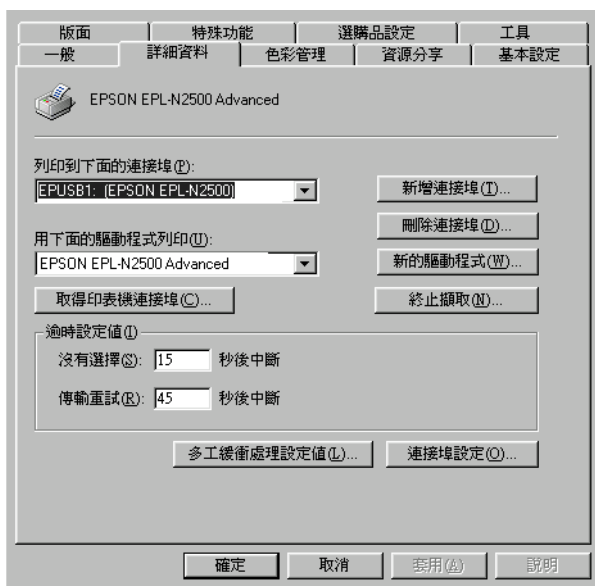 版面 特殊功能 選購品設定 工具
一般 詳細資料 色彩管理 資源分享 基本設定
EPSON EPL-N2500 Advanced
列印到下面的連接埠(P):
EPUSB1: (EPSON EPL-N2500)
新增連接埠(T)...
刪除連接埠(D)...
用下面的驅動程式列印(U):
EPSON EPL-N2500 Advanced
新的驅動程式(W)...
取得印表機連接埠(C)...
終止擷取(N)...
逾時設定值(I)
沒有選擇(S): 15 秒後中斷
傳輸重試(R): 45 秒後中斷
多工緩衝處理設定值(L)...
連接埠設定(O)...
確定 取消 套用(A) 說明